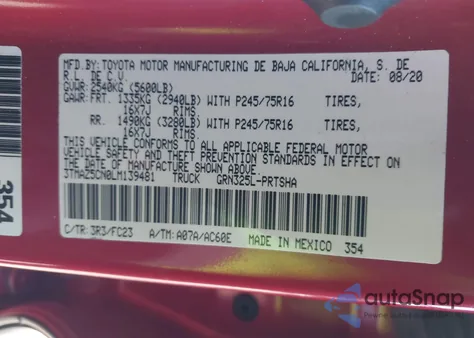 MFD. BY: TOYOTA MOTOR MANUFACTURING DE BAJA CALIFORNIA, S. DE
R.L. DE C.V. DATE: 08/20
GVWR: 2540KG (5600LB)
GAWR: FRT. 1335KG (2940LB) WITH P245/75R16 TIRES,
16X7J RIMS
RR. 1490KG (3280LB) WITH P245/75R16 TIRES,
16X7J RIMS
THIS VEHICLE CONFORMS TO ALL APPLICABLE FEDERAL MOTOR
VEHICLE SAFETY AND THEFT PREVENTION STANDARDS IN EFFECT
ON THE DATE OF MANUFACTURE SHOWN ABOVE.
3TMAZ5CN0LM139481 TRUCK GRN325L-PRTSHA
C/TR: 3R3/FC23 A/TM: A07A/AC60E MADE IN MEXICO 354
354
autoSnap